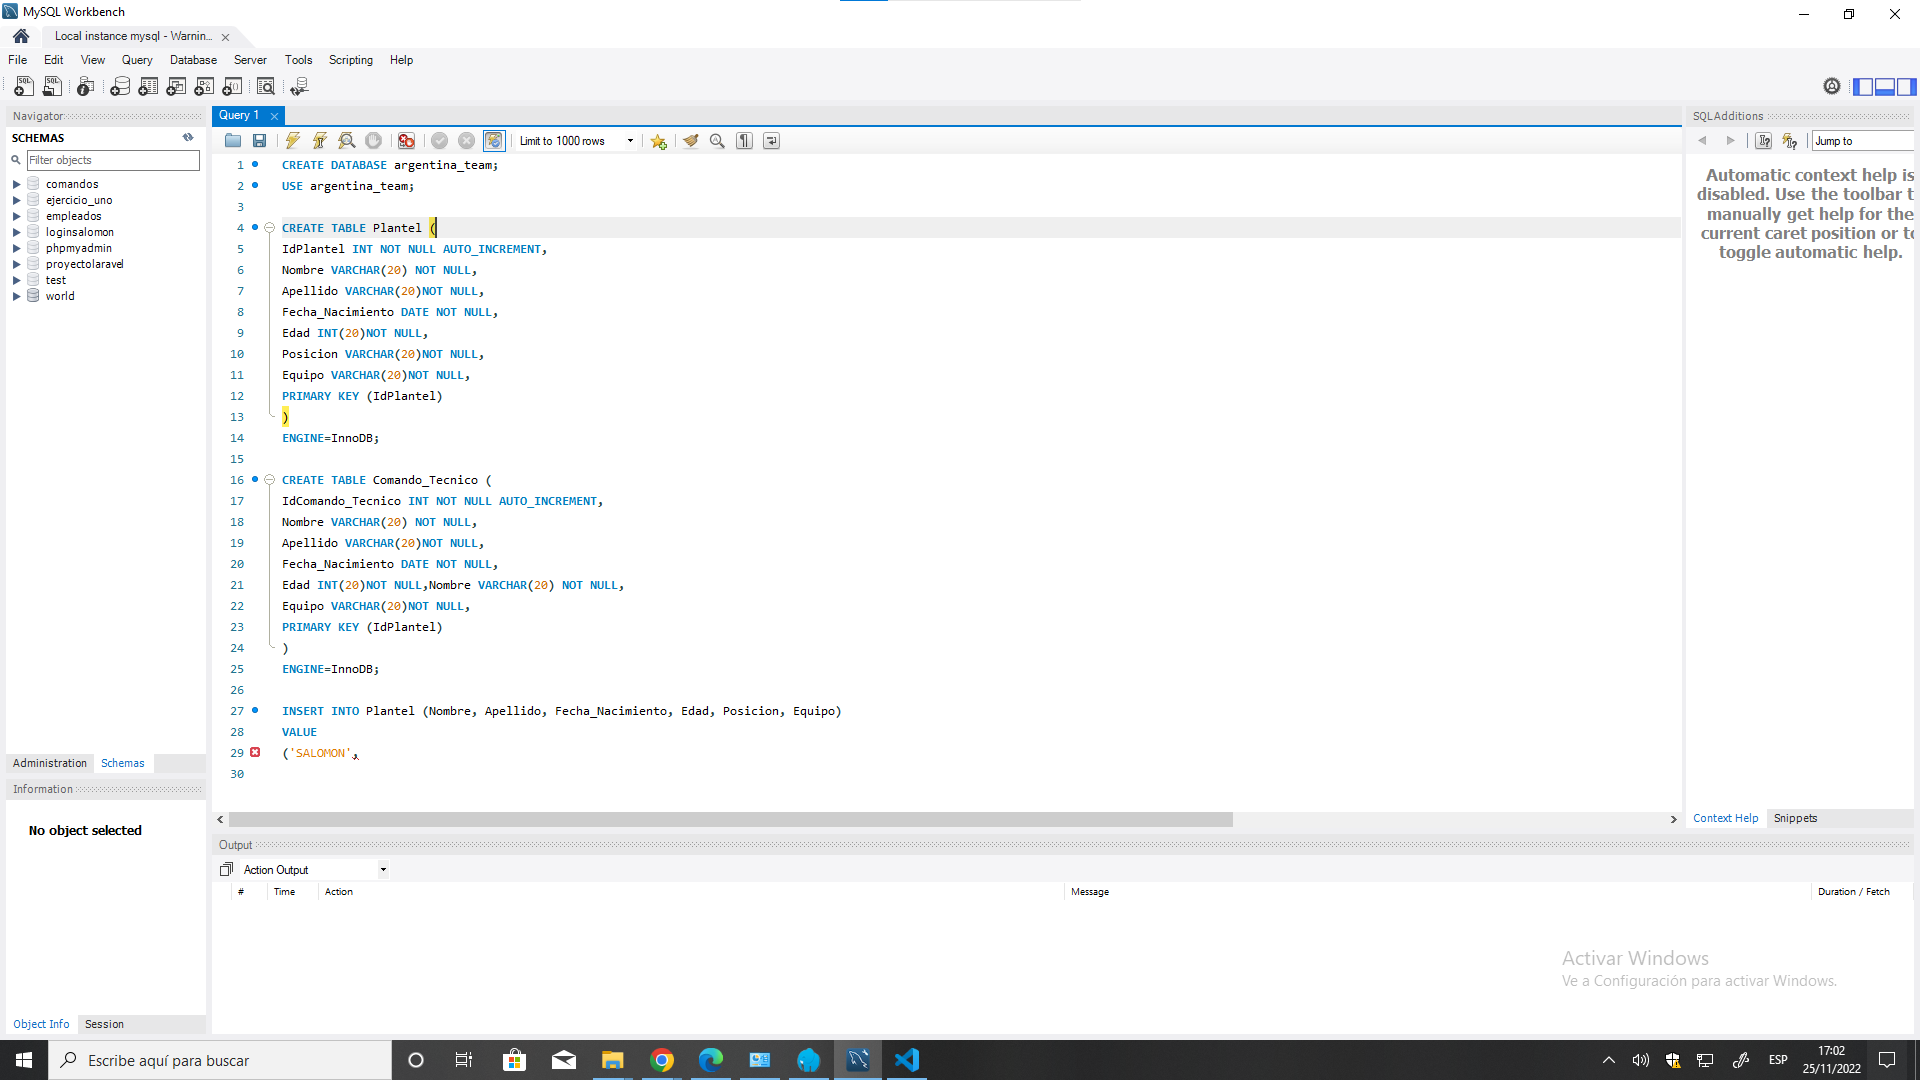 MySQL Workbench
Local instance mysql - Warnin...
File Edit View Query Database Server Tools Scripting Help
Navigator
SCHEMAS
Filter objects
comandos
ejercicio_uno
empleados
loginsalomon
phpmyadmin
proyectolaravel
test
world
Administration Schemas
Information
No object selected
Object Info Session
Query 1
Limit to 1000 rows
1 CREATE DATABASE argentina_team;
2 USE argentina_team;
3
4 CREATE TABLE Plantel (
5 IdPlantel INT NOT NULL AUTO_INCREMENT,
6 Nombre VARCHAR(20) NOT NULL,
7 Apellido VARCHAR(20)NOT NULL,
8 Fecha_Nacimiento DATE NOT NULL,
9 Edad INT(20)NOT NULL,
10 Posicion VARCHAR(20)NOT NULL,
11 Equipo VARCHAR(20)NOT NULL,
12 PRIMARY KEY (IdPlantel)
13 )
14 ENGINE=InnoDB;
15
16 CREATE TABLE Comando_Tecnico (
17 IdComando_Tecnico INT NOT NULL AUTO_INCREMENT,
18 Nombre VARCHAR(20) NOT NULL,
19 Apellido VARCHAR(20)NOT NULL,
20 Fecha_Nacimiento DATE NOT NULL,
21 Edad INT(20)NOT NULL,Nombre VARCHAR(20) NOT NULL,
22 Equipo VARCHAR(20)NOT NULL,
23 PRIMARY KEY (IdPlantel)
24 )
25 ENGINE=InnoDB;
26
27 INSERT INTO Plantel (Nombre, Apellido, Fecha_Nacimiento, Edad, Posicion, Equipo)
28 VALUE
29 ('SALOMON',
30
SQLAdditions
Jump to
Automatic context help is
disabled. Use the toolbar t
manually get help for the
current caret position or to
toggle automatic help.
Context Help Snippets
Output
Action Output
# Time Action Message Duration / Fetch
Activar Windows
Ve a Configuración para activar Windows.
Escribe aquí para buscar
ESP
17:02
25/11/2022